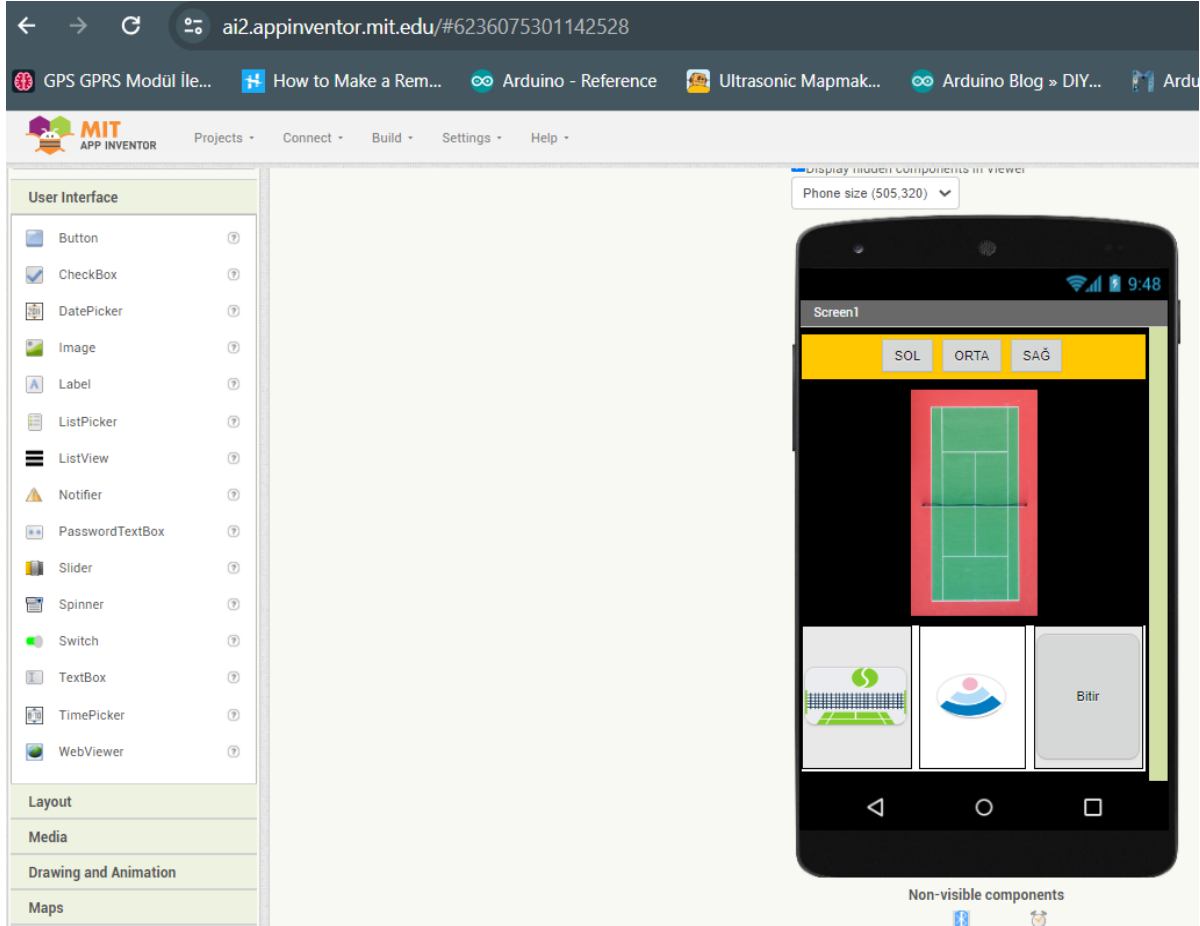 ai2.appinventor.mit.edu/#6236075301142528
GPS GPRS Modül İle... How to Make a Rem... Arduino - Reference Ultrasonic Mapmak... Arduino Blog » DIY... Ardu
MIT
APP INVENTOR
Projects Connect Build Settings Help
Display hidden components in Viewer
User Interface
Phone size (505,320)
Button
CheckBox
DatePicker
Image
Label
ListPicker
ListView
Notifier
PasswordTextBox
Slider
Spinner
Switch
TextBox
TimePicker
WebViewer
Layout
Media
Drawing and Animation
Maps
9:48
Screen1
SOL ORTA SAĞ
Bitir
Non-visible components